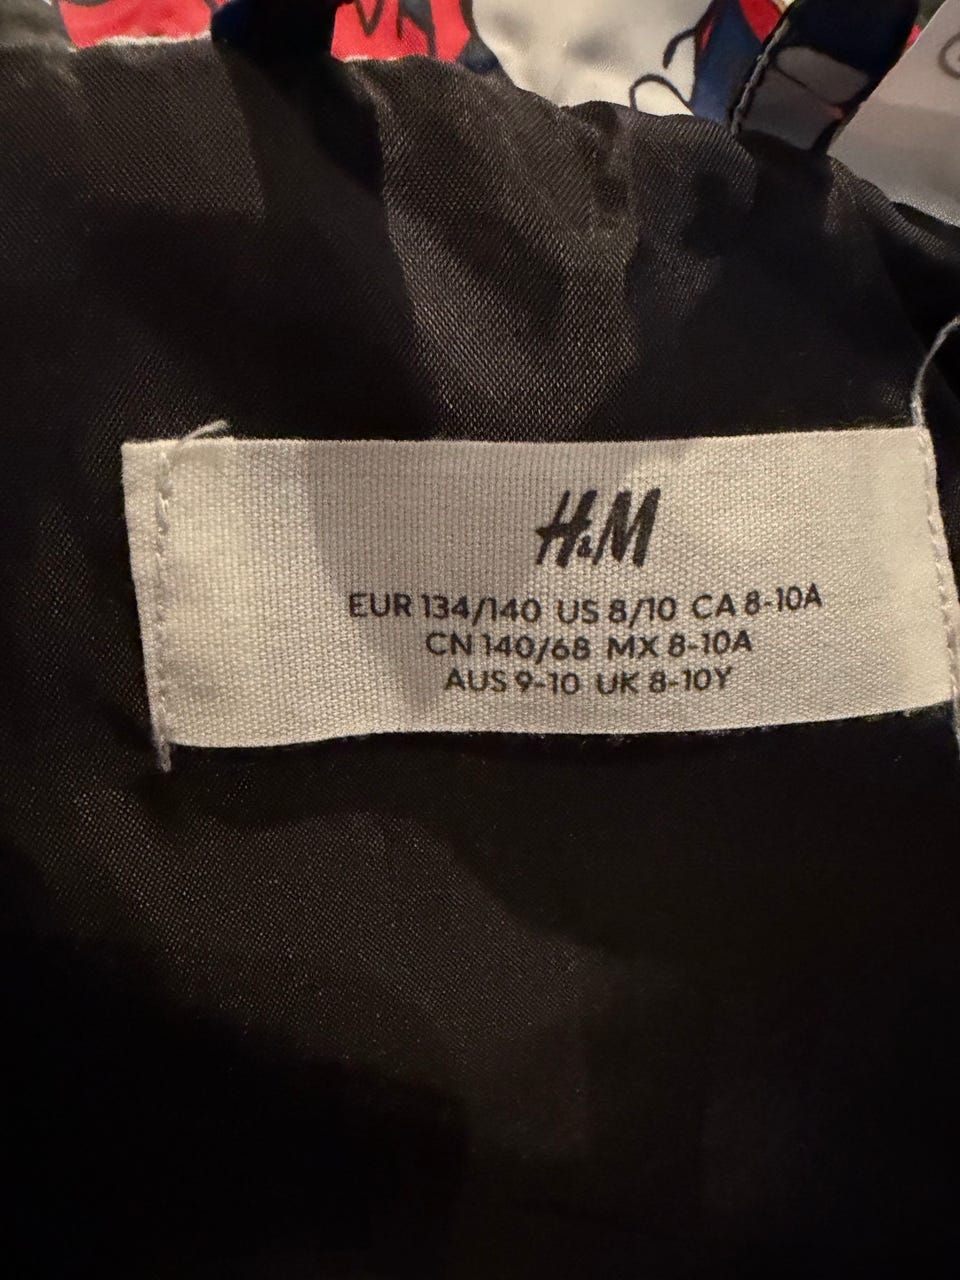 H&M
EUR 134/140 US 8/10 CA 8-10A
CN 140/68 MX 8-10A
AUS 9-10 UK 8-10Y